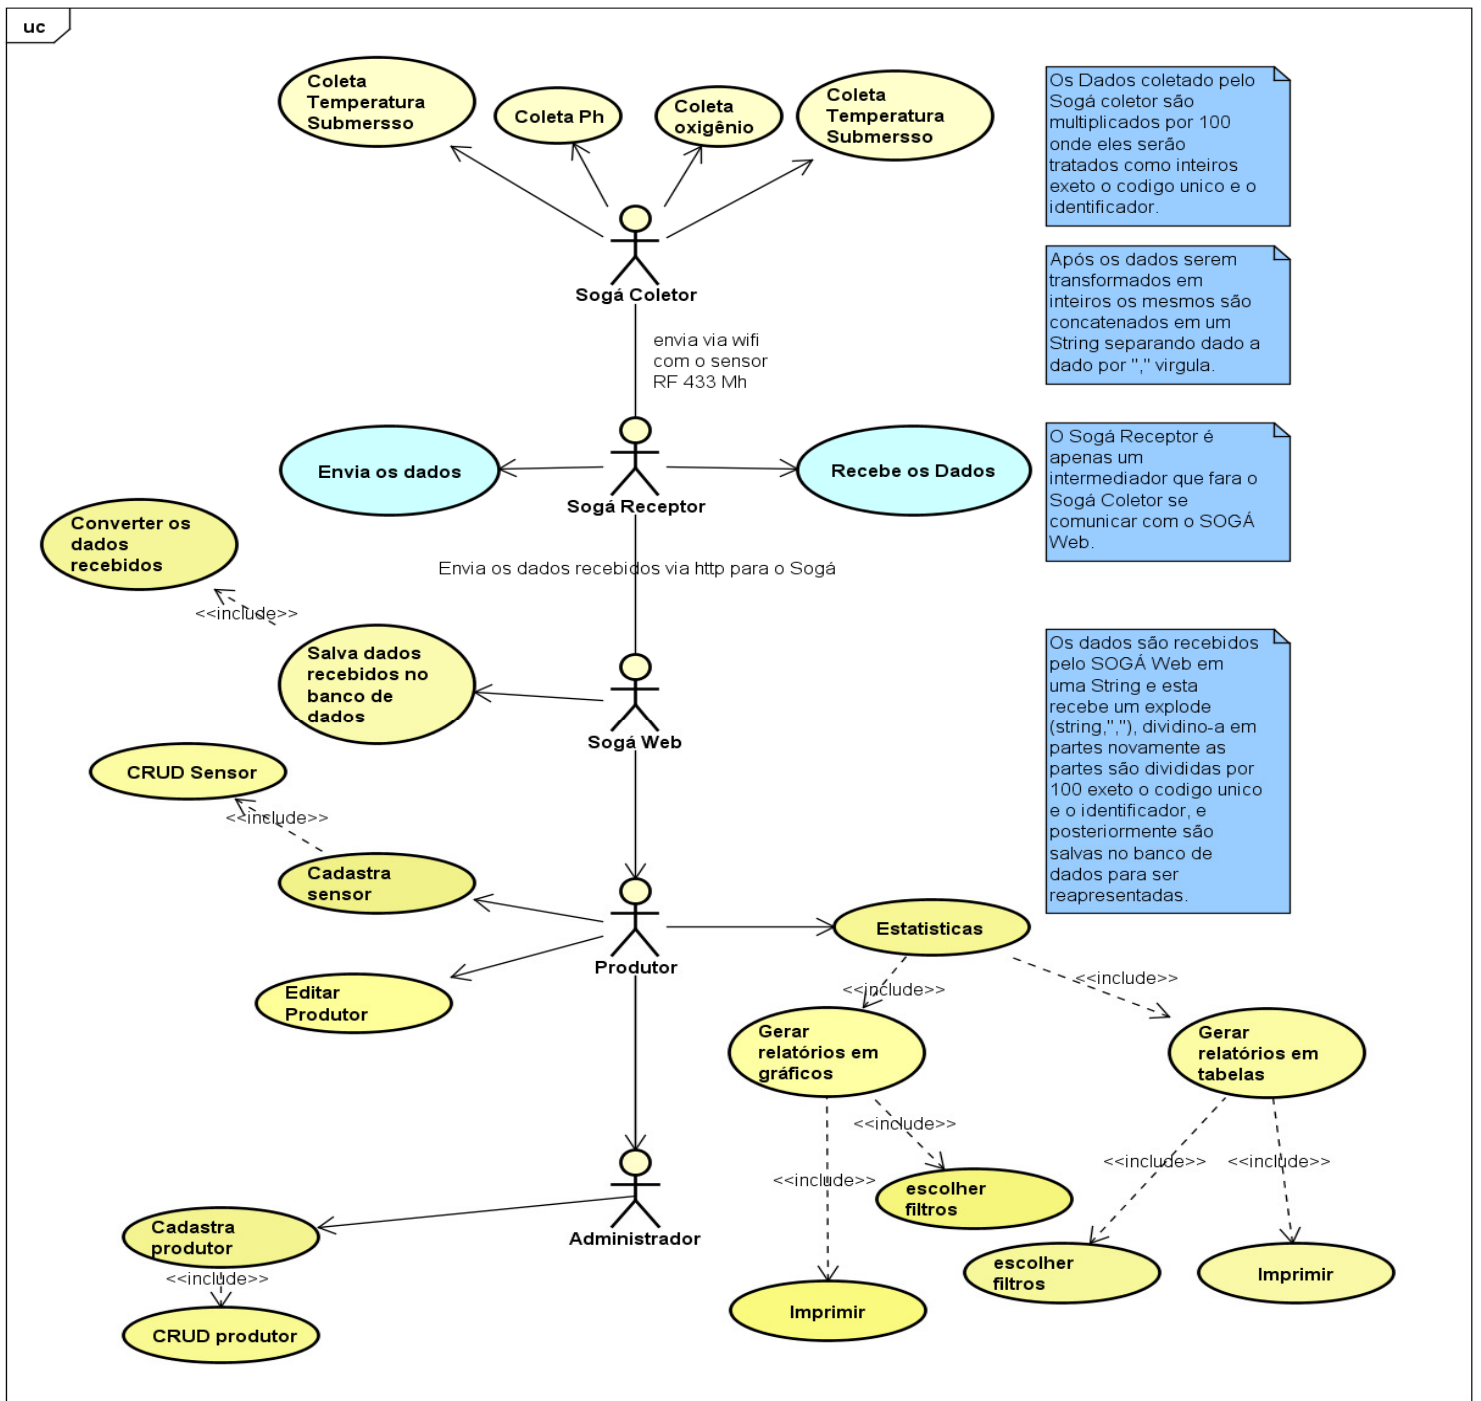 uc
Coleta
Temperatura
Submersso
Coleta Ph
Coleta
oxigênio
Coleta
Temperatura
Submersso
Os Dados coletado pelo
Sogá coletor são
multiplicados por 100
onde eles serão
tratados como inteiros
exeto o codigo unico e o
identificador.
Sogá Coletor
Após os dados serem
transformados em
inteiros os mesmos são
concatenados em um
String separando dado a
dado por "," virgula.
envia via wifi
com o sensor
RF 433 Mh
Envia os dados
Recebe os Dados
Sogá Receptor
O Sogá Receptor é
apenas um
intermediador que fara o
Sogá Coletor se
comunicar com o SOGÁ
Web.
Converter os
dados
recebidos
Envia os dados recebidos via http para o Sogá
<<include>>
Salva dados
recebidos no
banco de
dados
Sogá Web
Os dados são recebidos
pelo SOGÁ Web em
uma String e esta
recebe um explode
(string,","), dividino-a em
partes novamente as
partes são divididas por
100 exeto o codigo unico
e o identificador, e
posteriormente são
salvas no banco de
dados para ser
reapresentadas.
CRUD Sensor
<<include>>
Cadastra
sensor
Produtor
Estatisticas
Editar
Produtor
<<include>>
<<include>>
Gerar
relatórios em
gráficos
Gerar
relatórios em
tabelas
<<include>>
<<include>>
<<include>>
<<include>>
escolher
filtros
Administrador
Cadastra
produtor
<<include>>
CRUD produtor
escolher
filtros
Imprimir
Imprimir